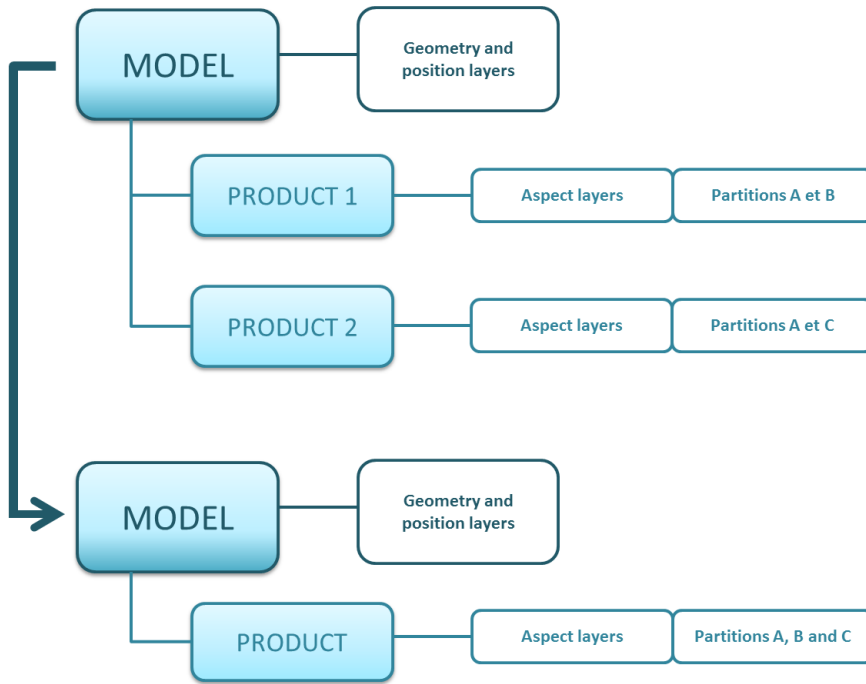 MODEL
Geometry and
position layers
PRODUCT 1
Aspect layers
Partitions A et B
PRODUCT 2
Aspect layers
Partitions A et C
MODEL
Geometry and
position layers
PRODUCT
Aspect layers
Partitions A, B and C